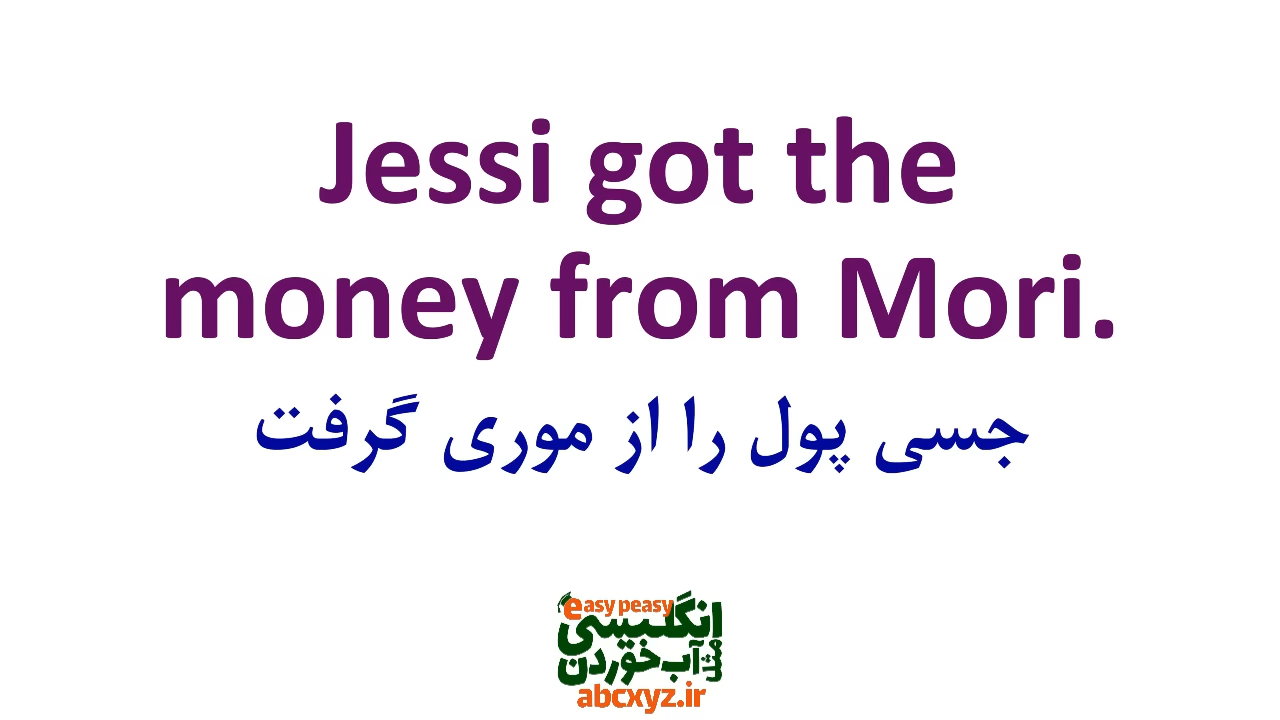 Jessi got the
money from Mori.
جسی پول را از موری گرفت
easy peasy
انگلیسی
مثل آب خوردن
abcxyz.ir